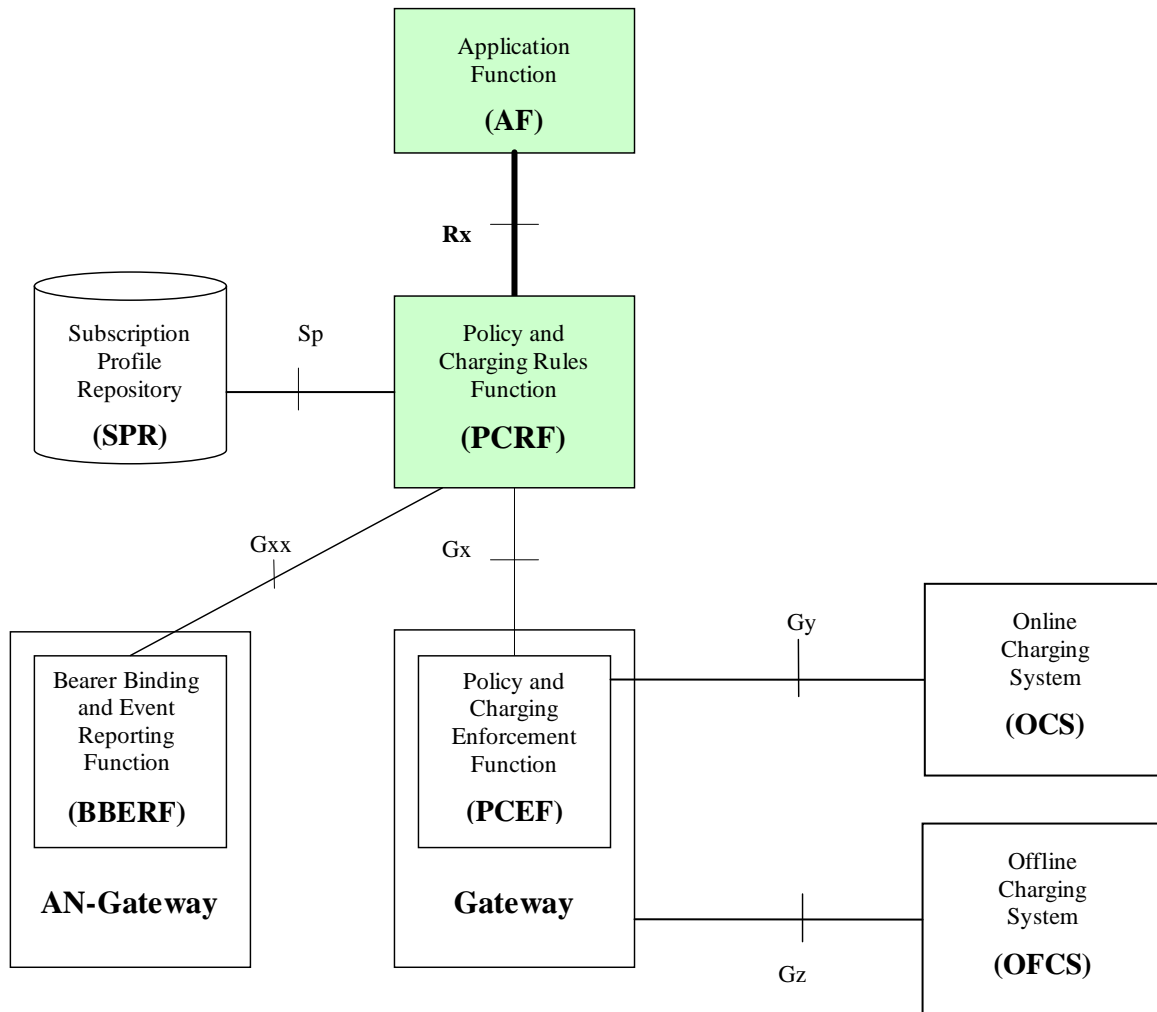 Application
Function
(AF)
Rx
Subscription
Profile
Repository
(SPR)
Sp
Policy and
Charging Rules
Function
(PCRF)
Gxx
Gx
Bearer Binding
and Event
Reporting
Function
(BBERF)
AN-Gateway
Policy and
Charging
Enforcement
Function
(PCEF)
Gateway
Gy
Online
Charging
System
(OCS)
Gz
Offline
Charging
System
(OFCS)